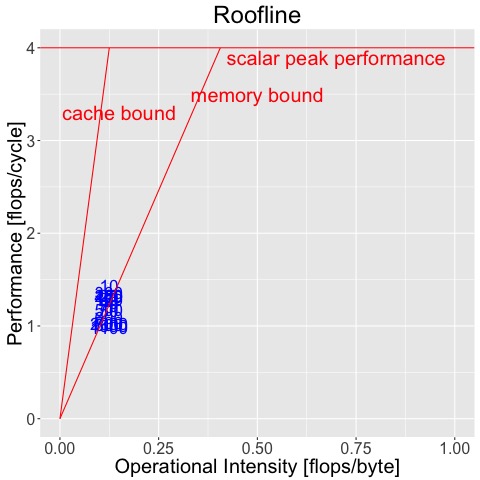 Roofline
4
scalar peak performance
memory bound
cache bound
3
2
10
1
0
0.00
0.25
0.50
0.75
1.00
Operational Intensity [flops/byte]
Performance [flops/cycle]